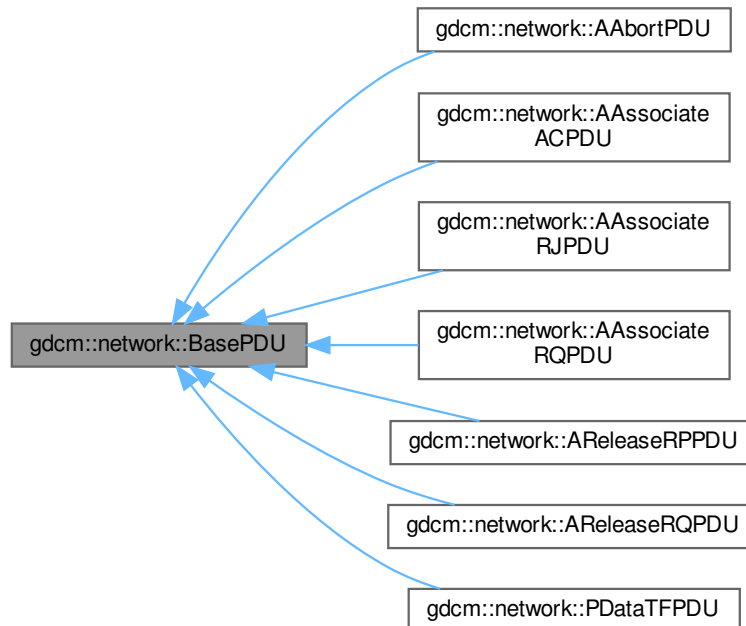 gdcm::network::AAbortPDU
gdcm::network::AAssociate
ACPDU
gdcm::network::AAssociate
RJPDU
gdcm::network::BasePDU
gdcm::network::AAssociate
RQPDU
gdcm::network::AReleaseRPPDU
gdcm::network::AReleaseRQPDU
gdcm::network::PDataTFPDU